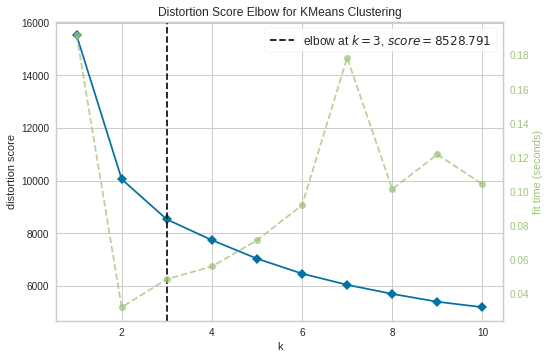 Distortion Score Elbow for KMeans Clustering
elbow at k = 3, score = 8528.791
16000
14000
12000
10000
8000
6000
distortion score
0.18
0.16
0.14
0.12
0.10
0.08
0.06
0.04
fit time (seconds)
2 4 6 8 10
k